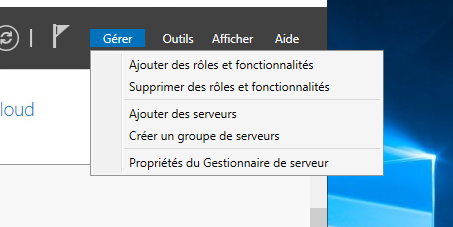 Gérer Outils Afficher Aide
Ajouter des rôles et fonctionnalités
Supprimer des rôles et fonctionnalités
loud
Ajouter des serveurs
Créer un groupe de serveurs
Propriétés du Gestionnaire de serveur